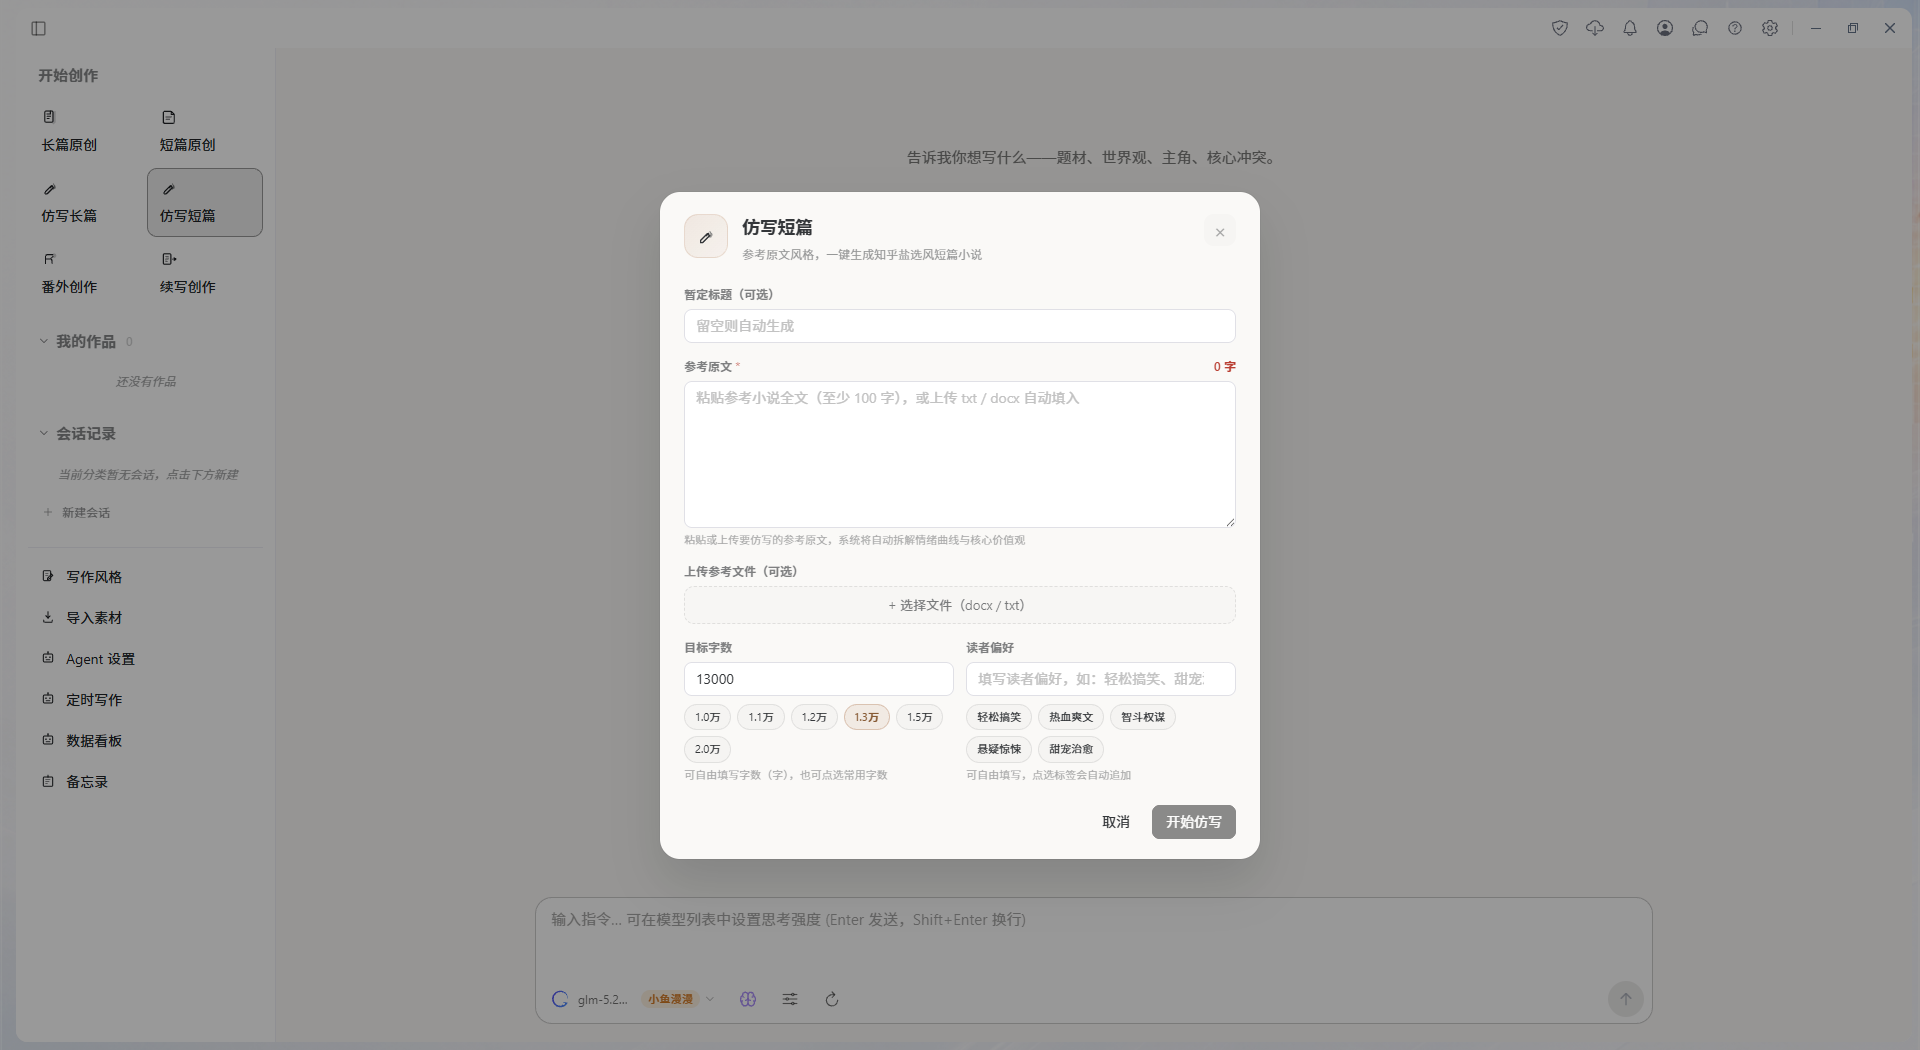 开始创作
长篇原创
短篇原创
仿写长篇
仿写短篇
番外创作
续写创作
我的作品 0
还没有作品
会话记录
当前分类暂无会话，点击下方新建
+ 新建会话
写作风格
导入素材
Agent 设置
定时写作
数据看板
备忘录
告诉我你想写什么——题材、世界观、主角、核心冲突。
仿写短篇
参考原文风格，一键生成知乎盐选风短篇小说
暂定标题（可选）
留空则自动生成
参考原文 * 0 字
粘贴参考小说全文（至少 100 字），或上传 txt / docx 自动填入
粘贴或上传要仿写的参考原文，系统将自动拆解情绪曲线与核心价值观
上传参考文件（可选）
+ 选择文件（docx / txt）
目标字数
13000
1.0万 1.1万 1.2万 1.3万 1.5万
2.0万
可自由填写字数（字），也可点选常用字数
读者偏好
填写读者偏好，如：轻松搞笑、甜宠
轻松搞笑 热血爽文 智斗权谋
悬疑惊悚 甜宠治愈
可自由填写，点选标签会自动追加
取消 开始仿写
输入指令... 可在模型列表中设置思考强度 (Enter 发送，Shift+Enter 换行)
glm-5.2... 小鱼漫漫